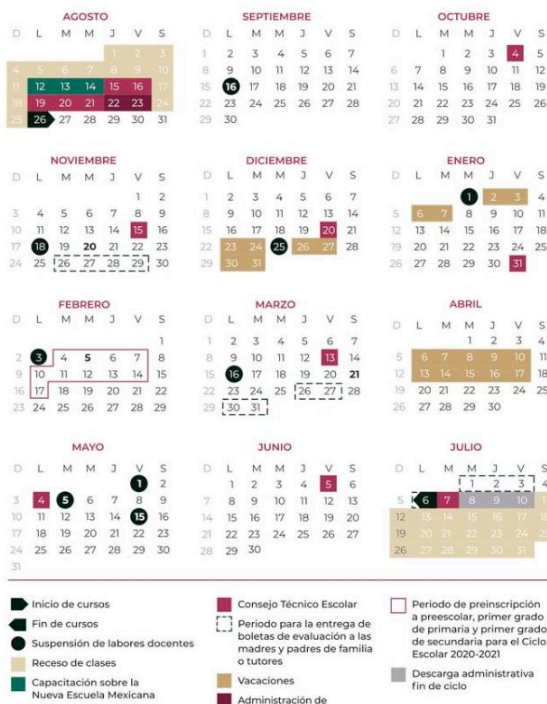 AGOSTO
D L M M J V S
1 2 3
4 5 6 7 8 9 10
11 12 13 14 15 16 17
18 19 20 21 22 23 24
25 26 27 28 29 30 31
SEPTIEMBRE
D L M M J V S
1 2 3 4 5 6 7
8 9 10 11 12 13 14
15 16 17 18 19 20 21
22 23 24 25 26 27 28
29 30
OCTUBRE
D L M M J V S
1 2 3 4 5
6 7 8 9 10 11 12
13 14 15 16 17 18 19
20 21 22 23 24 25 26
27 28 29 30 31
NOVIEMBRE
D L M M J V S
1 2
3 4 5 6 7 8 9
10 11 12 13 14 15 16
17 18 19 20 21 22 23
24 25 26 27 28 29 30
DICIEMBRE
D L M M J V S
1 2 3 4 5 6 7
8 9 10 11 12 13 14
15 16 17 18 19 20 21
22 23 24 25 26 27 28
29 30 31
ENERO
D L M M J V S
1 2 3 4
5 6 7 8 9 10 11
12 13 14 15 16 17 18
19 20 21 22 23 24 25
26 27 28 29 30 31
FEBRERO
D L M M J V S
1
2 3 4 5 6 7 8
9 10 11 12 13 14 15
16 17 18 19 20 21 22
23 24 25 26 27 28 29
MARZO
D L M M J V S
1 2 3 4 5 6 7
8 9 10 11 12 13 14
15 16 17 18 19 20 21
22 23 24 25 26 27 28
29 30 31
ABRIL
D L M M J V S
1 2 3 4
5 6 7 8 9 10 11
12 13 14 15 16 17 18
19 20 21 22 23 24 25
26 27 28 29 30
MAYO
D L M M J V S
1 2
3 4 5 6 7 8 9
10 11 12 13 14 15 16
17 18 19 20 21 22 23
24 25 26 27 28 29 30
31
JUNIO
D L M M J V S
1 2 3 4 5 6
7 8 9 10 11 12 13
14 15 16 17 18 19 20
21 22 23 24 25 26 27
28 29 30
JULIO
D L M M J V S
1 2 3 4
5 6 7 8 9 10 11
12 13 14 15 16 17 18
19 20 21 22 23 24 25
26 27 28 29 30 31
Inicio de cursos
Fin de cursos
Suspensión de labores docentes
Receso de clases
Capacitación sobre la
Nueva Escuela Mexicana
Consejo Técnico Escolar
Periodo para la entrega de
boletas de evaluación a las
madres y padres de familia
o tutores
Vacaciones
Administración de
Periodo de preinscripción
a preescolar, primer grado
de primaria y primer grado
de secundaria para el Ciclo
Escolar 2020-2021
Descarga administrativa
fin de ciclo